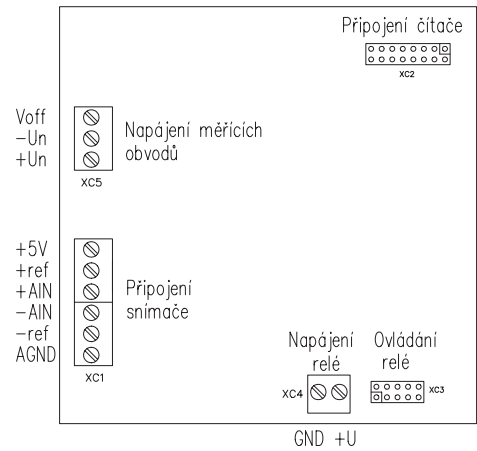 Připojení čítače
XC2
Voff
-Un
+Un
Napájení měřících
obvodů
XC5
+5V
+ref
+AIN
-AIN
-ref
AGND
Připojení
snímače
XC1
Napájení
relé
Ovládání
relé
XC4
XC3
GND +U